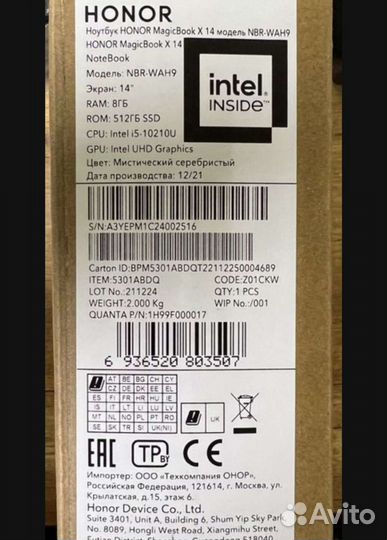 HONOR
Ноутбук HONOR MagicBook X 14 модель NBR-WAH9
HONOR MagicBook X 14
NoteBook
Модель: NBR-WAH9
Экран: 14"
RAM: 8ГБ
ROM: 512ГБ SSD
CPU: Intel i5-10210U
GPU: Intel UHD Graphics
Цвет: Мистический серебристый
Дата производства: 12/21
intel
INSIDE™
S/N:A3YEPM1C24002516
Carton ID:BPM5301ABDQT22112250004689
ITEM:5301ABDQ CODE:Z01CKW
LOT No.:211224 QTY:1 PCS
WEIGHT:2.000 Kg WIP No.:/001
QUANTA P/N:1H99F000017
6 936520 803507
AT BE BG CH CY
CZ DE DK EE EL
ES FI FR HR HU
IE IS IT LI LT
LU LV MT NL
NO PL PT RO
SE SK TR SI UK(NI)
UK
EAC TP BY CE
Импортер: ООО «Техкомпания ОНОР»,
Российская Федерация, 121614, г. Москва, ул.
Крылатская, д.15, этаж 6.
Honor Device Co., Ltd.
Suite 3401, Unit A, Building 6, Shum Yip Sky Park,
No. 8089, Hongli West Road, Xiangmihu Street,
Avito